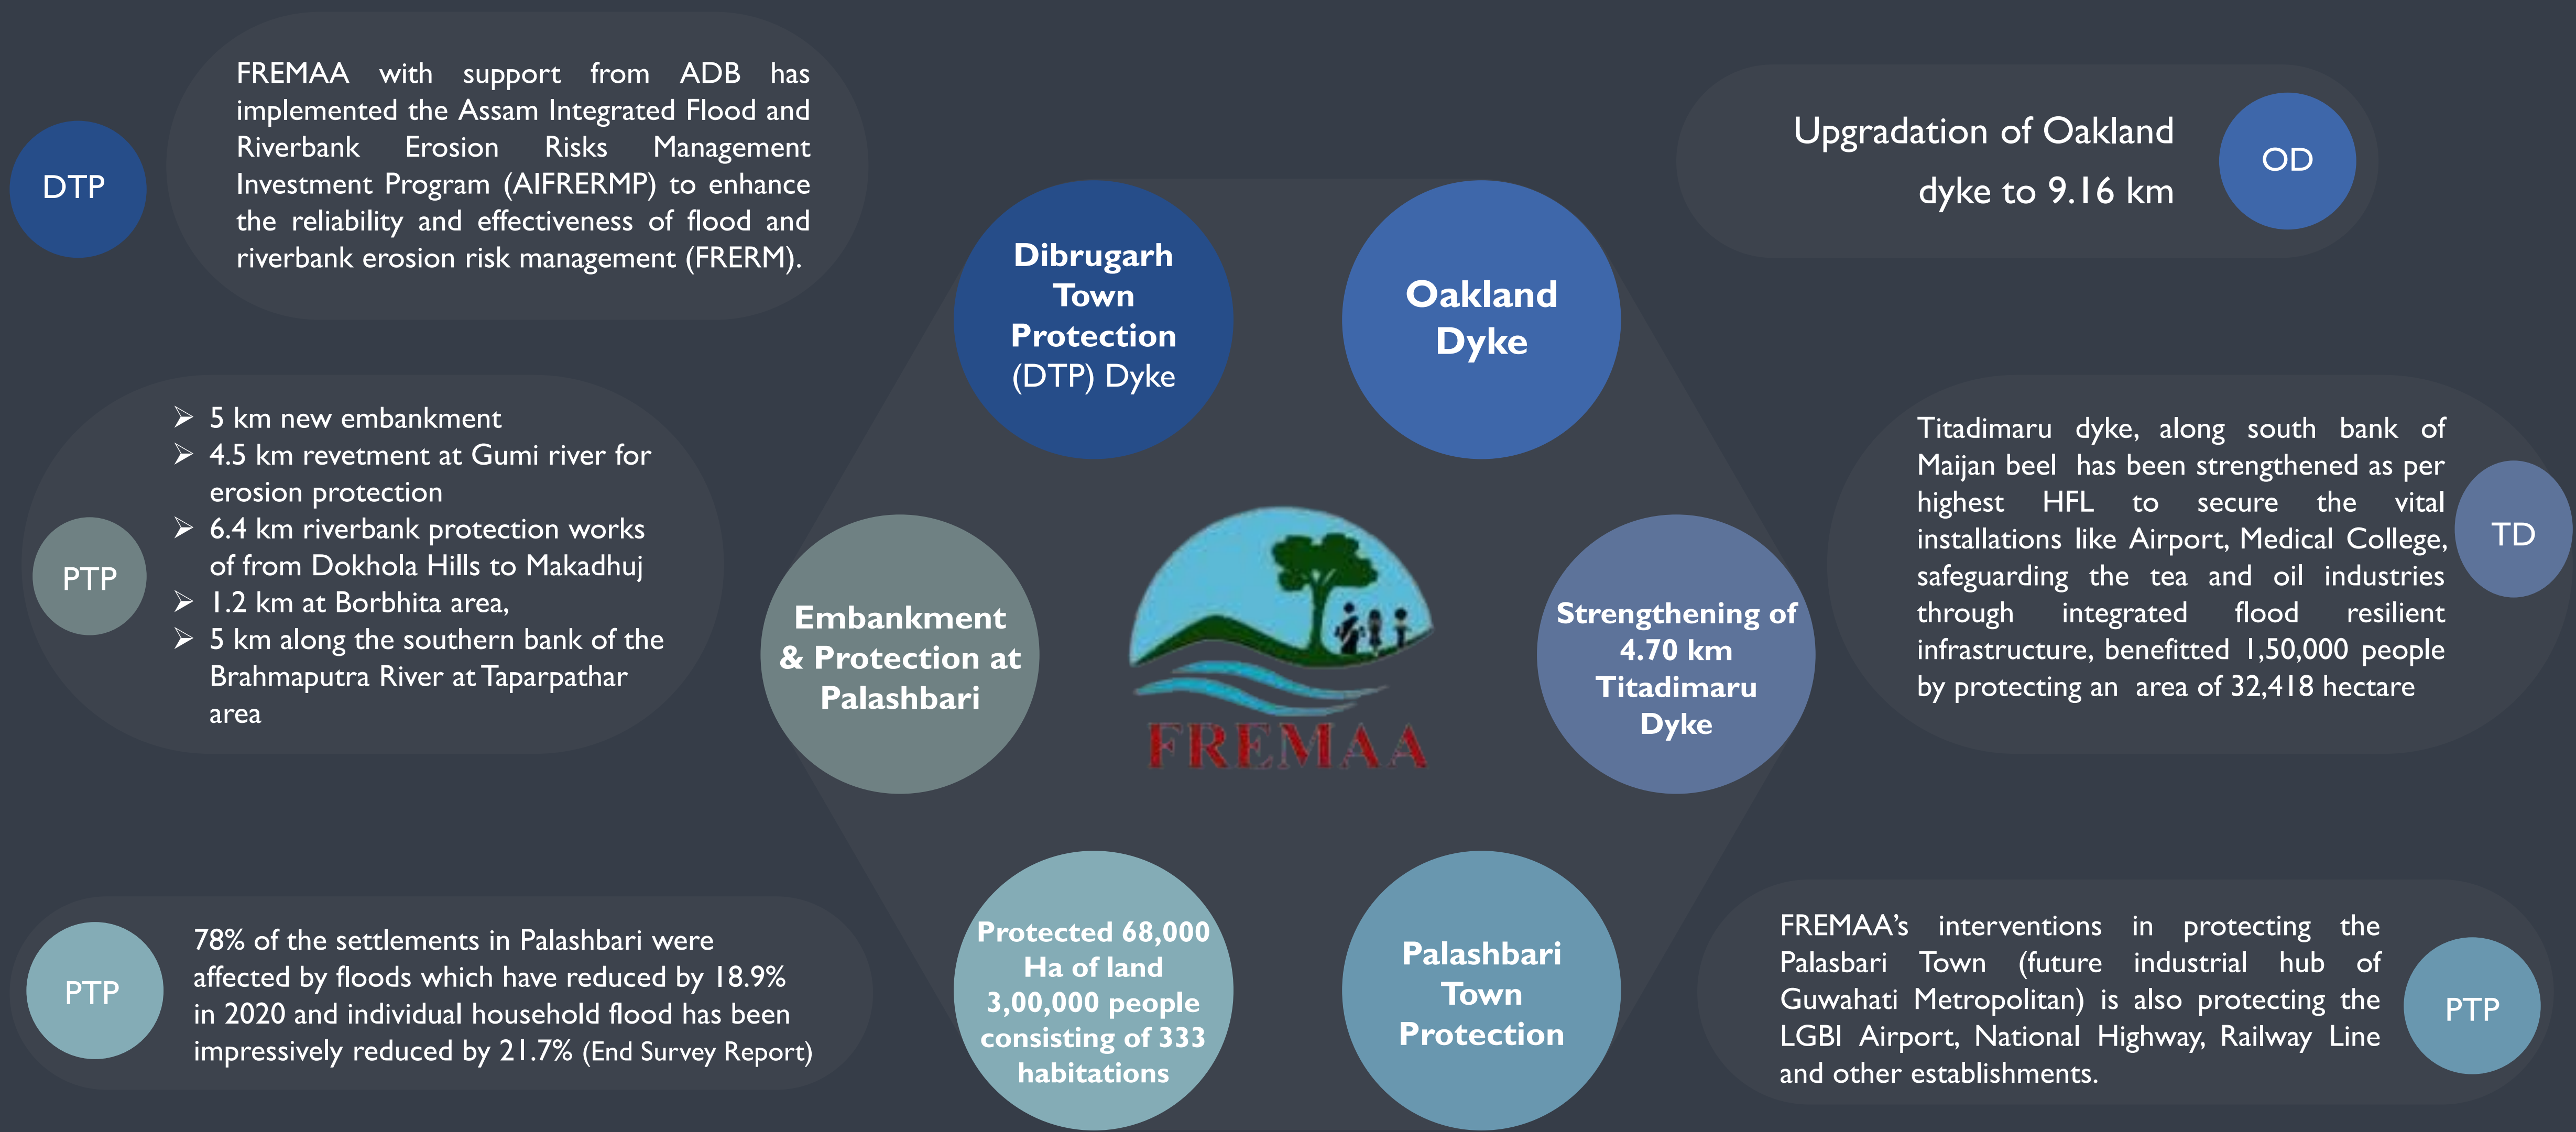 DTP
FREMAA with support from ADB has
implemented the Assam Integrated Flood and
Riverbank Erosion Risks Management
Investment Program (AIFRERMP) to enhance
the reliability and effectiveness of flood and
riverbank erosion risk management (FRERM).
Dibrugarh
Town
Protection
(DTP) Dyke
Oakland
Dyke
Upgradation of Oakland
dyke to 9.16 km
OD
PTP
➢ 5 km new embankment
➢ 4.5 km revetment at Gumi river for
erosion protection
➢ 6.4 km riverbank protection works
of from Dokhola Hills to Makadhuj
➢ 1.2 km at Borbhita area,
➢ 5 km along the southern bank of the
Brahmaputra River at Taparpathar
area
Embankment
& Protection at
Palashbari
FREMAA
Strengthening of
4.70 km
Titadimaru
Dyke
Titadimaru dyke, along south bank of
Maijan beel has been strengthened as per
highest HFL to secure the vital
installations like Airport, Medical College,
safeguarding the tea and oil industries
through integrated flood resilient
infrastructure, benefitted 1,50,000 people
by protecting an area of 32,418 hectare
TD
PTP
78% of the settlements in Palashbari were
affected by floods which have reduced by 18.9%
in 2020 and individual household flood has been
impressively reduced by 21.7% (End Survey Report)
Protected 68,000
Ha of land
3,00,000 people
consisting of 333
habitations
Palashbari
Town
Protection
FREMAA’s interventions in protecting the
Palasbari Town (future industrial hub of
Guwahati Metropolitan) is also protecting the
LGBI Airport, National Highway, Railway Line
and other establishments.
PTP